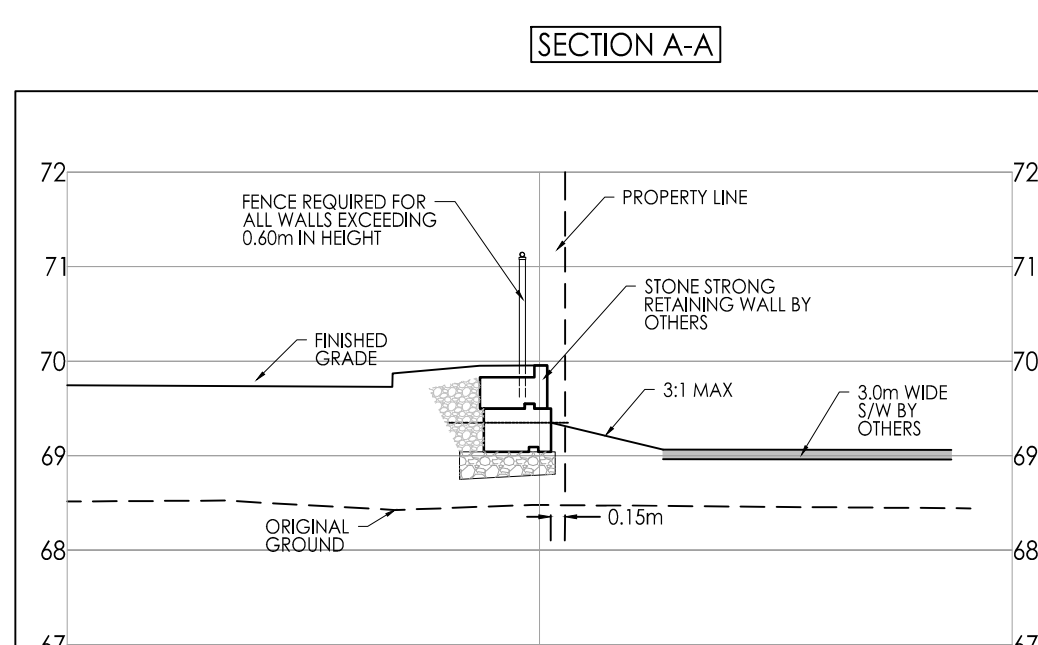 SECTION A-A
72
72
FENCE REQUIRED FOR
ALL WALLS EXCEEDING
0.60m IN HEIGHT
PROPERTY LINE
71
71
STONE STRONG
RETAINING WALL BY
OTHERS
FINISHED
GRADE
70
70
3:1 MAX
3.0m WIDE
S/W BY
OTHERS
69
69
0.15m
ORIGINAL
GROUND
68
68
67
67